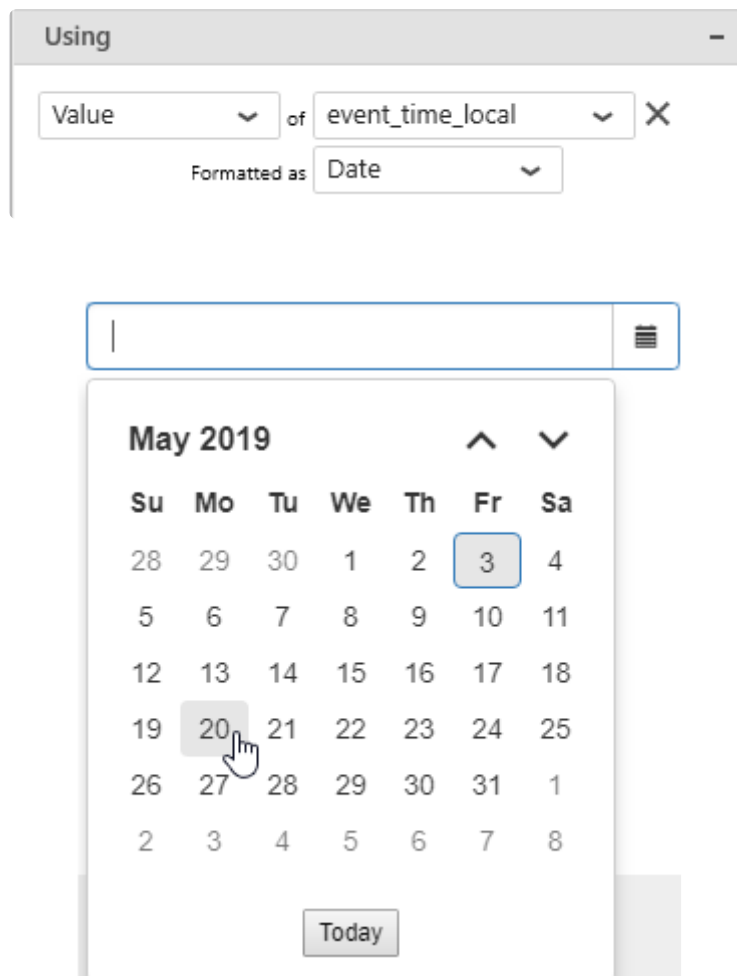 Using
Value of event_time_local
Formatted as Date
May 2019
Su Mo Tu We Th Fr Sa
28 29 30 1 2 3 4
5 6 7 8 9 10 11
12 13 14 15 16 17 18
19 20 21 22 23 24 25
26 27 28 29 30 31 1
2 3 4 5 6 7 8
Today